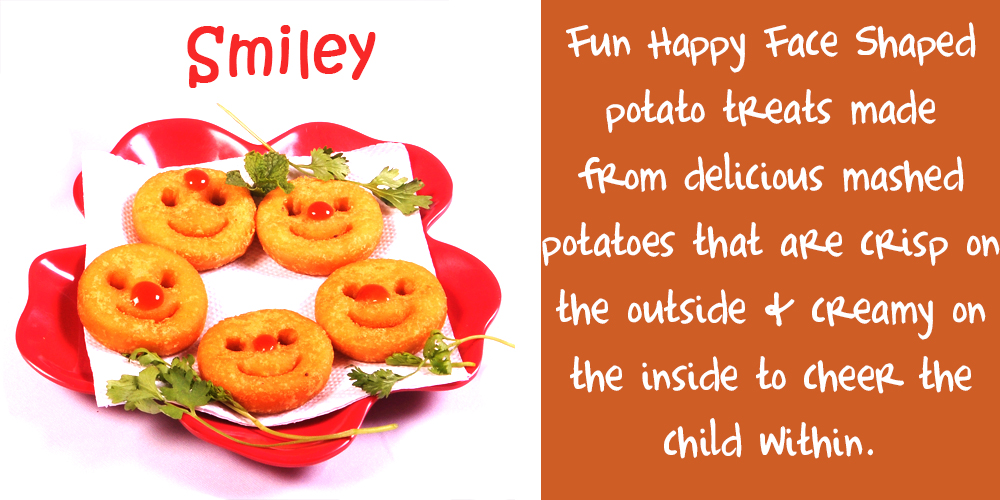 Smiley
Fun Happy Face Shaped
potato treats made
from delicious mashed
potatoes that are crisp on
the outside & creamy on
the inside to cheer the
child within.